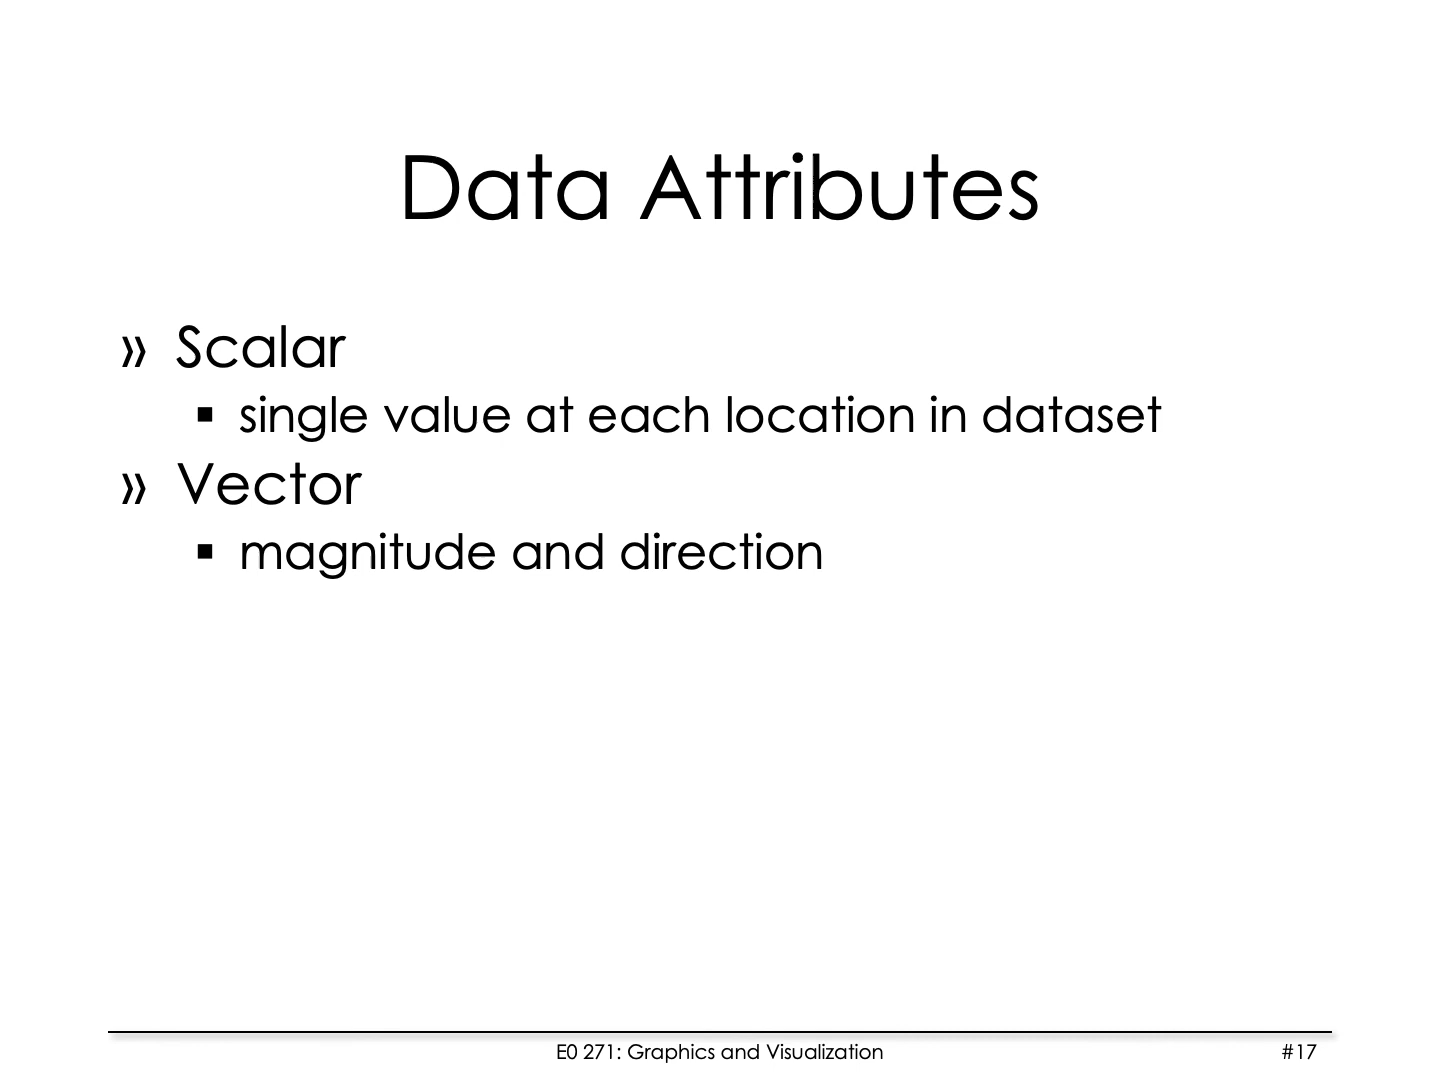 Data Attributes
» Scalar
▪ single value at each location in dataset
» Vector
▪ magnitude and direction
E0 271: Graphics and Visualization #17